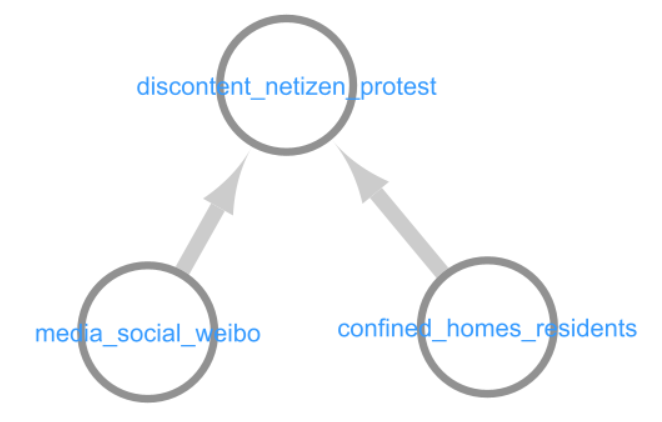 discontent_netizen_protest
media_social_weibo
confined_homes_residents